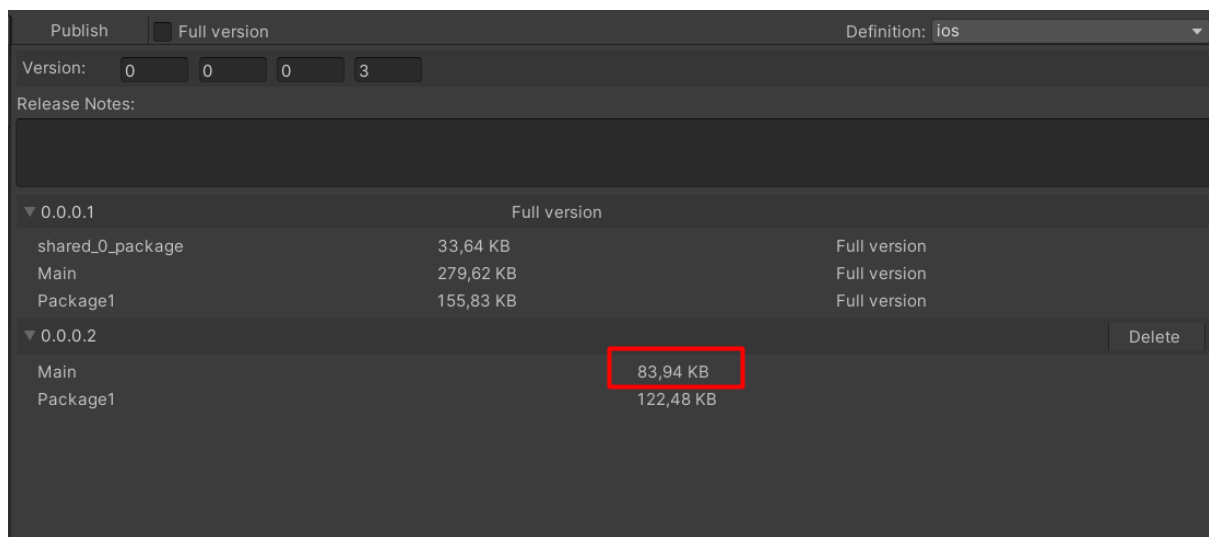 Publish Full version Definition: ios
Version: 0 0 0 3
Release Notes:
0.0.0.1 Full version
shared_0_package 33,64 KB Full version
Main 279,62 KB Full version
Package1 155,83 KB Full version
0.0.0.2 Delete
Main 83,94 KB
Package1 122,48 KB